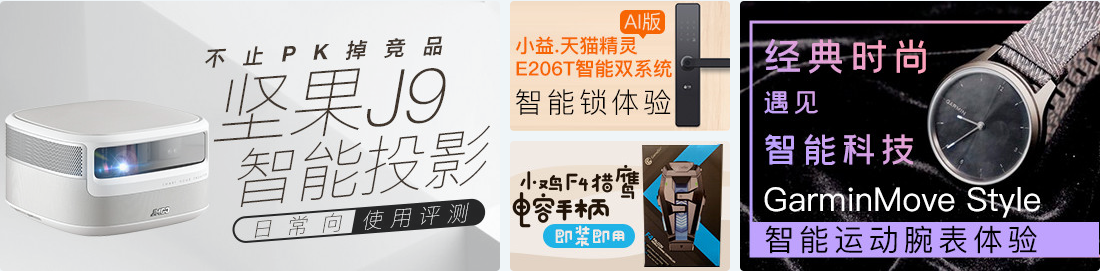 不止PK掉竞品
坚果J9
智能投影
日常向 使用评测
AI版
小益.天猫精灵
E206T智能双系统
智能锁体验
小鸡F4猎鹰
电容手柄
即装即用
经典时尚
遇见
智能科技
GarminMove Style
智能运动腕表体验
GARMIN